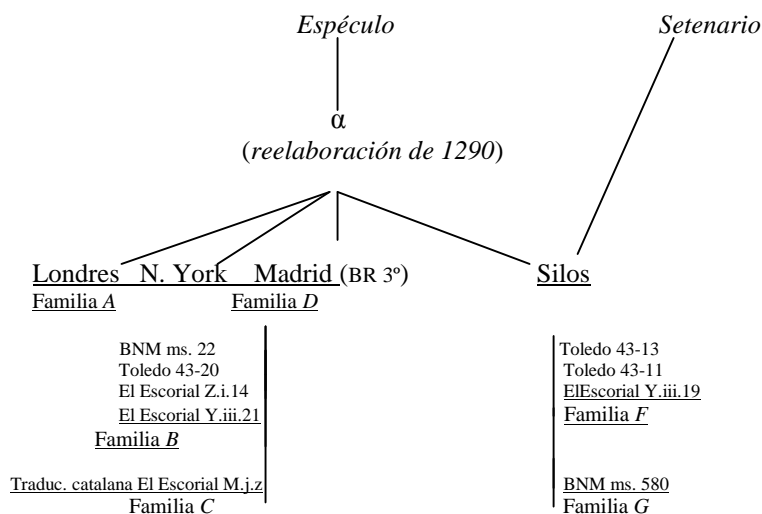 Espéculo Setenario
α
(reelaboración de 1290)
Londres N. York Madrid (BR 3º) Silos
Familia A Familia D
BNM ms. 22 Toledo 43-13
Toledo 43-20 Toledo 43-11
El Escorial Z.i.14 ElEscorial Y.iii.19
El Escorial Y.iii.21 Familia F
Familia B
Traduc. catalana El Escorial M.j.z BNM ms. 580
Familia C Familia G